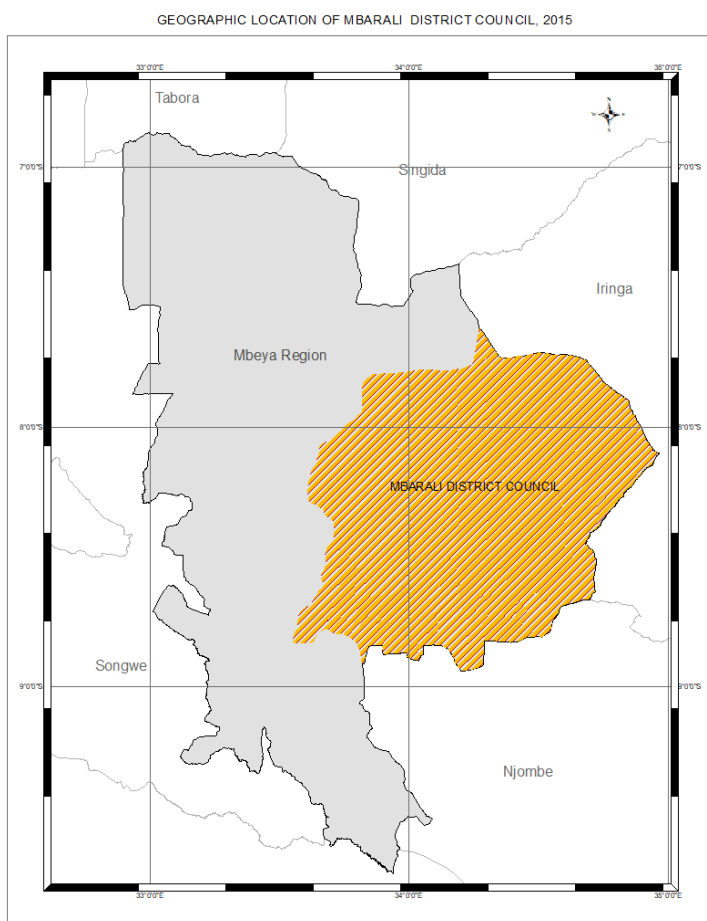 GEOGRAPHIC LOCATION OF MBARALI DISTRICT COUNCIL, 2015
33°0'0"E 34°0'0"E 35°0'0"E
Tabora
N
W E
S
7°0'0"S 7°0'0"S
Singida
Iringa
Mbeya Region
8°0'0"S 8°0'0"S
MBARALI DISTRICT COUNCIL
Songwe
9°0'0"S 9°0'0"S
Njombe
33°0'0"E 34°0'0"E 35°0'0"E